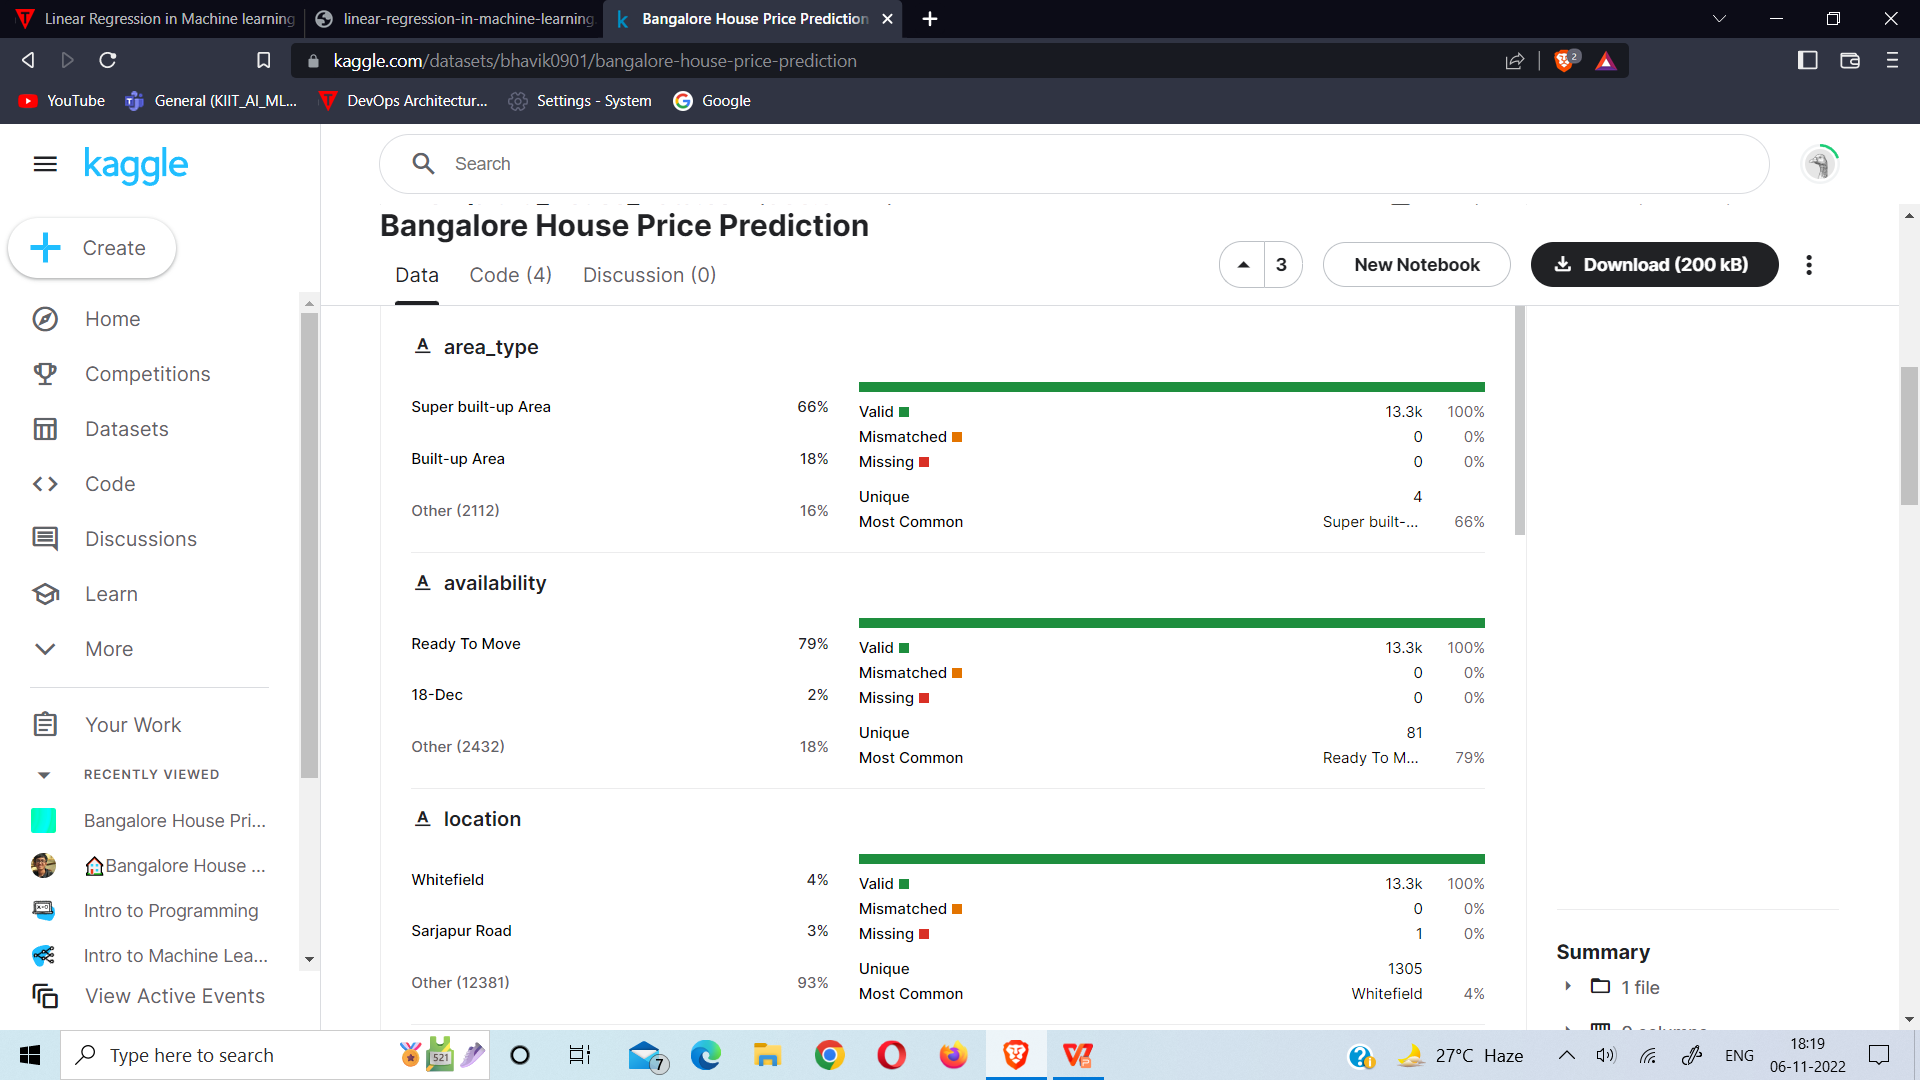 Linear Regression in Machine learning
linear-regression-in-machine-learning.
Bangalore House Price Prediction
kaggle.com/datasets/bhavik0901/bangalore-house-price-prediction
2
YouTube
General (KIIT_AI_ML...
DevOps Architectur...
Settings - System
Google
kaggle
Search
Create
Home
Competitions
Datasets
Code
Discussions
Learn
More
Your Work
RECENTLY VIEWED
Bangalore House Pri...
Bangalore House ...
Intro to Programming
Intro to Machine Lea...
View Active Events
Bangalore House Price Prediction
Data
Code (4)
Discussion (0)
3
New Notebook
Download (200 kB)
area_type
Super built-up Area 66%
Built-up Area 18%
Other (2112) 16%
Valid 13.3k 100%
Mismatched 0 0%
Missing 0 0%
Unique 4
Most Common Super built-... 66%
availability
Ready To Move 79%
18-Dec 2%
Other (2432) 18%
Valid 13.3k 100%
Mismatched 0 0%
Missing 0 0%
Unique 81
Most Common Ready To M... 79%
location
Whitefield 4%
Sarjapur Road 3%
Other (12381) 93%
Valid 13.3k 100%
Mismatched 0 0%
Missing 1 0%
Unique 1305
Most Common Whitefield 4%
Summary
1 file
Type here to search
521
7
27°C Haze
ENG
18:19
06-11-2022